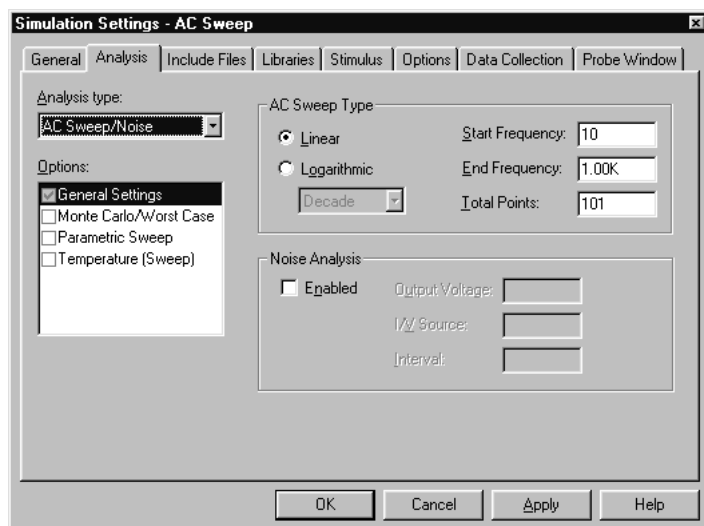 Simulation Settings - AC Sweep
General Analysis Include Files Libraries Stimulus Options Data Collection Probe Window
Analysis type:
AC Sweep/Noise
Options:
General Settings
Monte Carlo/Worst Case
Parametric Sweep
Temperature (Sweep)
AC Sweep Type
Linear
Logarithmic
Decade
Start Frequency: 10
End Frequency: 1.00K
Total Points: 101
Noise Analysis
Enabled
Output Voltage:
I/V Source:
Interval:
OK Cancel Apply Help